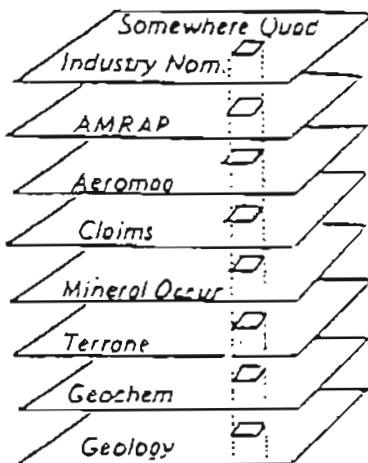 Somewhere Quad
Industry Nom.
AMRAP
Aeromag
Claims
Mineral Occur
Terrane
Geochem
Geology